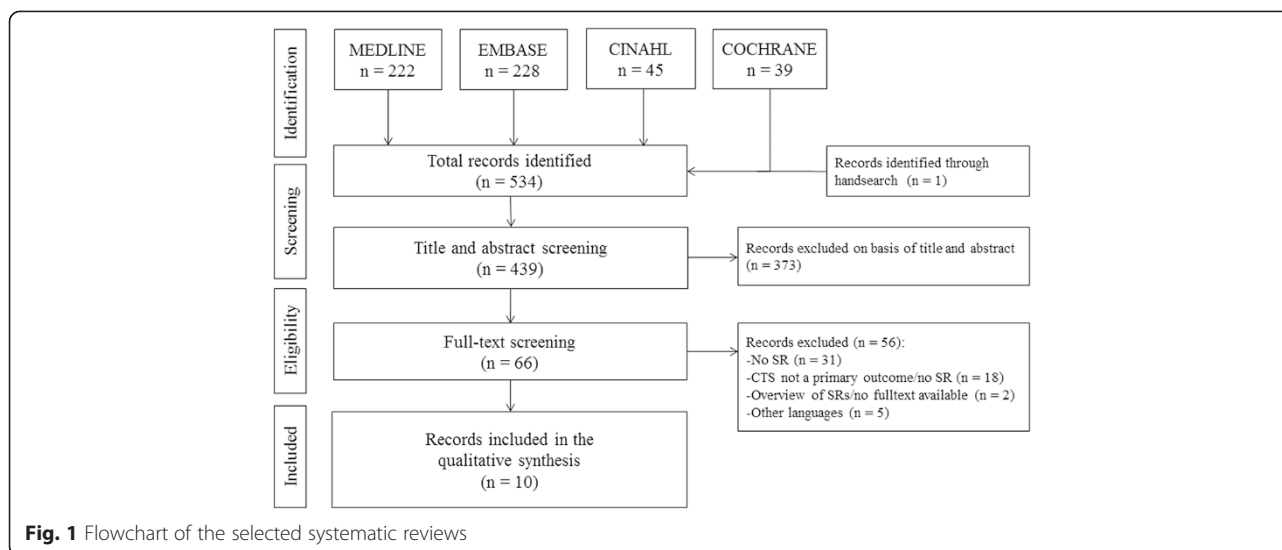 Identification
MEDLINE
n = 222
EMBASE
n = 228
CINAHL
n = 45
COCHRANE
n = 39
Total records identified
(n = 534)
Records identified through
handsearch (n = 1)
Screening
Title and abstract screening
(n = 439)
Records excluded on basis of title and abstract
(n = 373)
Eligibility
Full-text screening
(n = 66)
Records excluded (n = 56):
-No SR (n = 31)
-CTS not a primary outcome/no SR (n = 18)
-Overview of SRs/no fulltext available (n = 2)
-Other languages (n = 5)
Included
Records included in the
qualitative synthesis
(n = 10)
Fig. 1 Flowchart of the selected systematic reviews